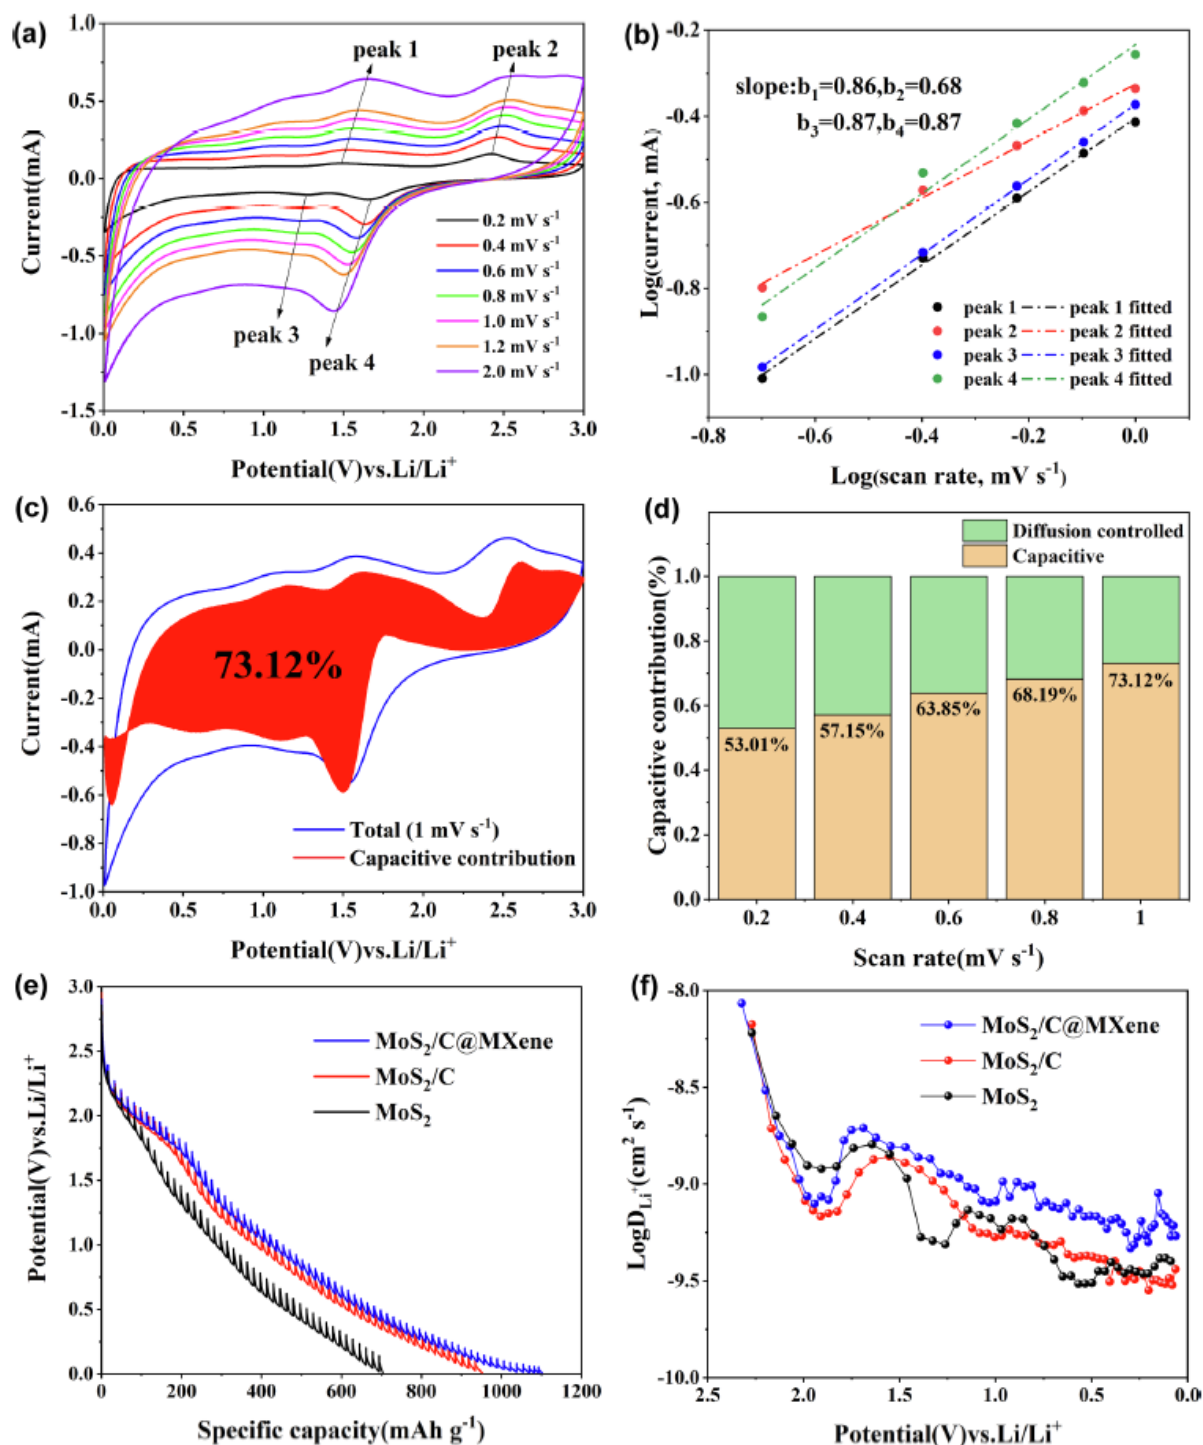 (a)
1.0
0.5
0.0
-0.5
-1.0
-1.5
Current(mA)
peak 1
peak 2
peak 3
peak 4
0.2 mV s⁻¹
0.4 mV s⁻¹
0.6 mV s⁻¹
0.8 mV s⁻¹
1.0 mV s⁻¹
1.2 mV s⁻¹
2.0 mV s⁻¹
0.0 0.5 1.0 1.5 2.0 2.5 3.0
Potential(V)vs.Li/Li⁺
(b)
-0.2
-0.4
-0.6
-0.8
-1.0
Log(current, mA)
slope:b₁=0.86,b₂=0.68
b₃=0.87,b₄=0.87
peak 1 peak 1 fitted
peak 2 peak 2 fitted
peak 3 peak 3 fitted
peak 4 peak 4 fitted
-0.8 -0.6 -0.4 -0.2 0.0
Log(scan rate, mV s⁻¹)
(c)
0.6
0.4
0.2
0.0
-0.2
-0.4
-0.6
-0.8
-1.0
Current(mA)
73.12%
Total (1 mV s⁻¹)
Capacitive contribution
0.0 0.5 1.0 1.5 2.0 2.5 3.0
Potential(V)vs.Li/Li⁺
(d)
Diffusion controlled
Capacitive
1.0
0.8
0.6
0.4
0.2
0.0
Capacitive contribution(%)
53.01%
57.15%
63.85%
68.19%
73.12%
0.2 0.4 0.6 0.8 1
Scan rate(mV s⁻¹)
(e)
3.0
2.5
2.0
1.5
1.0
0.5
0.0
Potential(V)vs.Li/Li⁺
MoS₂/C@MXene
MoS₂/C
MoS₂
0 200 400 600 800 1000 1200
Specific capacity(mAh g⁻¹)
(f)
-8.0
-8.5
-9.0
-9.5
-10.0
LogD_Li⁺(cm² s⁻¹)
MoS₂/C@MXene
MoS₂/C
MoS₂
2.5 2.0 1.5 1.0 0.5 0.0
Potential(V)vs.Li/Li⁺